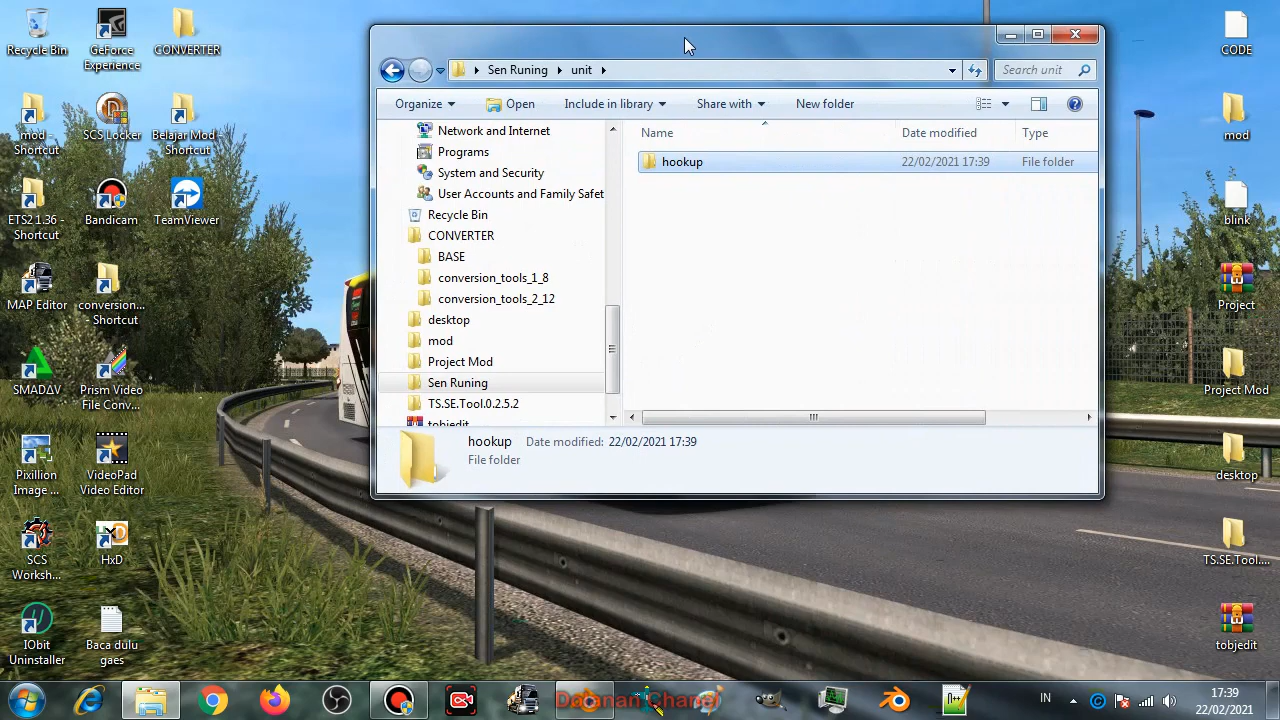 Recycle Bin
GeForce
Experience
CONVERTER
mod -
Shortcut
SCS Locker
Belajar Mod -
Shortcut
ETS2 1.36 -
Shortcut
Bandicam
TeamViewer
MAP Editor
conversion...
- Shortcut
SMADΔV
Prism Video
File Conv...
Pixillion
Image ...
VideoPad
Video Editor
SCS
Worksh...
HxD
IObit
Uninstaller
Baca dulu
gaes
Sen Runing
unit
Search unit
Organize
Open
Include in library
Share with
New folder
Network and Internet
Programs
System and Security
User Accounts and Family Safet
Recycle Bin
CONVERTER
BASE
conversion_tools_1_8
conversion_tools_2_12
desktop
mod
Project Mod
Sen Runing
TS.SE.Tool.0.2.5.2
tobjedit
Name
Date modified
Type
hookup
22/02/2021 17:39
File folder
hookup
Date modified: 22/02/2021 17:39
File folder
CODE
mod
blink
Project
Project Mod
desktop
TS.SE.Tool....
tobjedit
Dananan Chanel
IN
17:39
22/02/2021